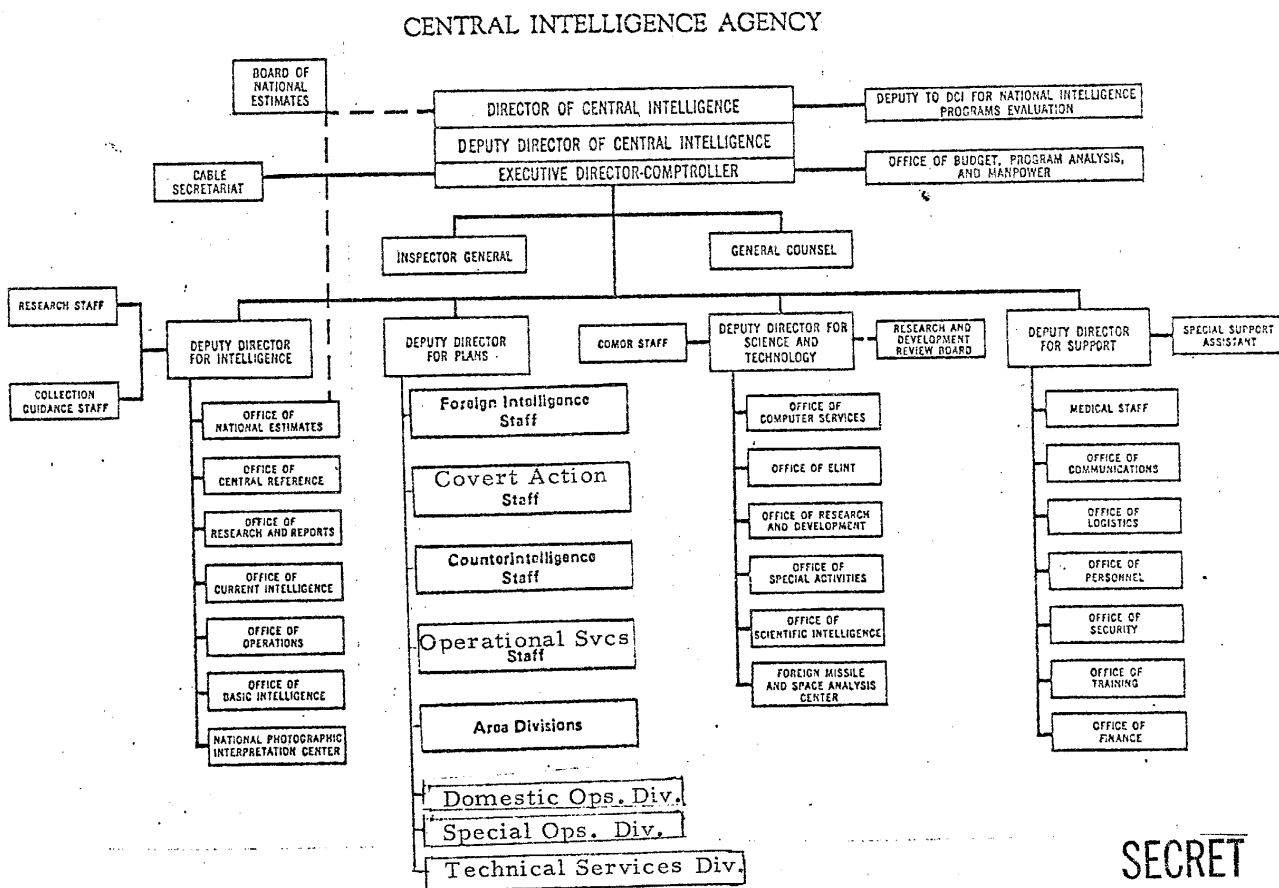 CENTRAL INTELLIGENCE AGENCY
BOARD OF
NATIONAL
ESTIMATES
DIRECTOR OF CENTRAL INTELLIGENCE
DEPUTY TO DCI FOR NATIONAL INTELLIGENCE
PROGRAMS EVALUATION
DEPUTY DIRECTOR OF CENTRAL INTELLIGENCE
CABLE
SECRETARIAT
EXECUTIVE DIRECTOR-COMPTROLLER
OFFICE OF BUDGET, PROGRAM ANALYSIS,
AND MANPOWER
INSPECTOR GENERAL
GENERAL COUNSEL
RESEARCH STAFF
COLLECTION
GUIDANCE STAFF
DEPUTY DIRECTOR
FOR INTELLIGENCE
OFFICE OF
NATIONAL ESTIMATES
OFFICE OF
CENTRAL REFERENCE
OFFICE OF
RESEARCH AND REPORTS
OFFICE OF
CURRENT INTELLIGENCE
OFFICE OF
OPERATIONS
OFFICE OF
BASIC INTELLIGENCE
NATIONAL PHOTOGRAPHIC
INTERPRETATION CENTER
DEPUTY DIRECTOR
FOR PLANS
Foreign Intelligence
Staff
Covert Action
Staff
Counterintelligence
Staff
Operational Svcs
Staff
Area Divisions
Domestic Ops. Div.
Special Ops. Div.
Technical Services Div.
COMOR STAFF
DEPUTY DIRECTOR FOR
SCIENCE AND
TECHNOLOGY
RESEARCH AND
DEVELOPMENT
REVIEW BOARD
OFFICE OF
COMPUTER SERVICES
OFFICE OF ELINT
OFFICE OF RESEARCH
AND DEVELOPMENT
OFFICE OF
SPECIAL ACTIVITIES
OFFICE OF
SCIENTIFIC INTELLIGENCE
FOREIGN MISSILE
AND SPACE ANALYSIS
CENTER
DEPUTY DIRECTOR
FOR SUPPORT
SPECIAL SUPPORT
ASSISTANT
MEDICAL STAFF
OFFICE OF
COMMUNICATIONS
OFFICE OF
LOGISTICS
OFFICE OF
PERSONNEL
OFFICE OF
SECURITY
OFFICE OF
TRAINING
OFFICE OF
FINANCE
SECRET